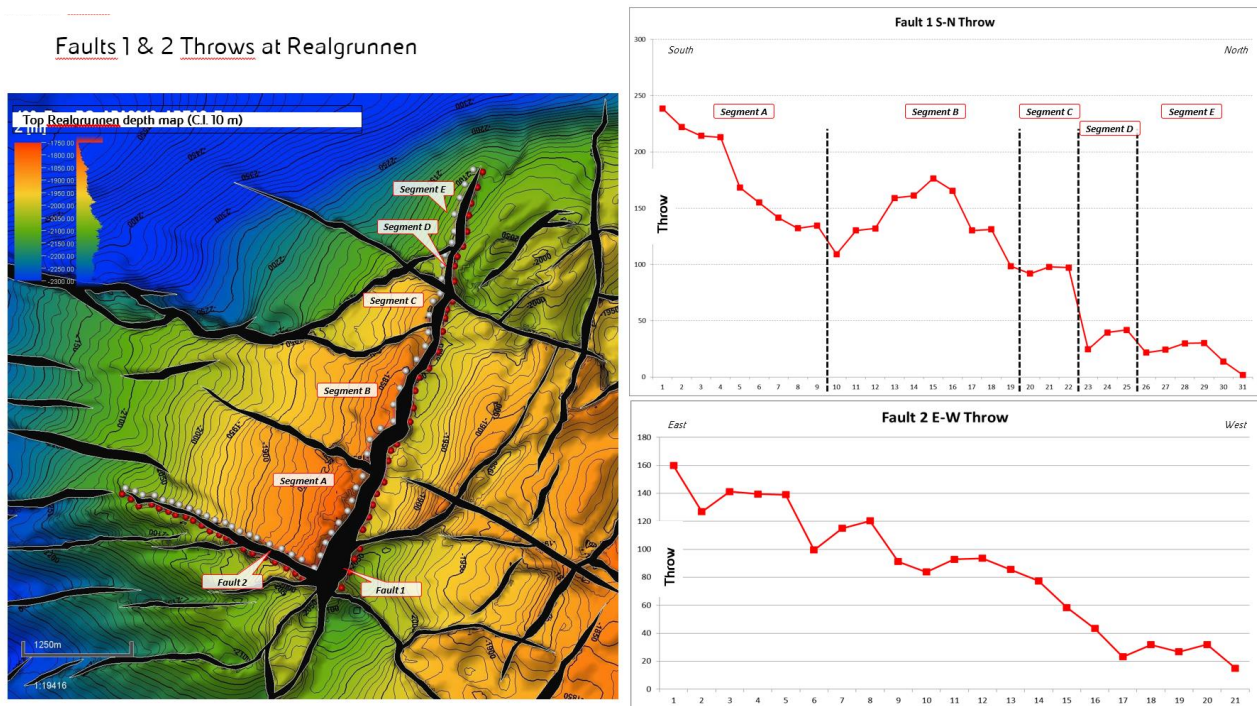 Faults 1 & 2 Throws at Realgrunnen
Top Realgrunnen depth map (C.I. 10 m)
Z [m]
-1750.00
-1800.00
-1850.00
-1900.00
-1950.00
-2000.00
-2050.00
-2100.00
-2150.00
-2200.00
-2250.00
-2300.00
Segment E
Segment D
Segment C
Segment B
Segment A
Fault 2
Fault 1
1250m
1:19416
Fault 1 S-N Throw
South
North
Segment A
Segment B
Segment C
Segment D
Segment E
Throw
300
250
200
150
100
50
0
1 2 3 4 5 6 7 8 9 10 11 12 13 14 15 16 17 18 19 20 21 22 23 24 25 26 27 28 29 30 31
Fault 2 E-W Throw
East
West
Throw
180
160
140
120
100
80
60
40
20
0
1 2 3 4 5 6 7 8 9 10 11 12 13 14 15 16 17 18 19 20 21